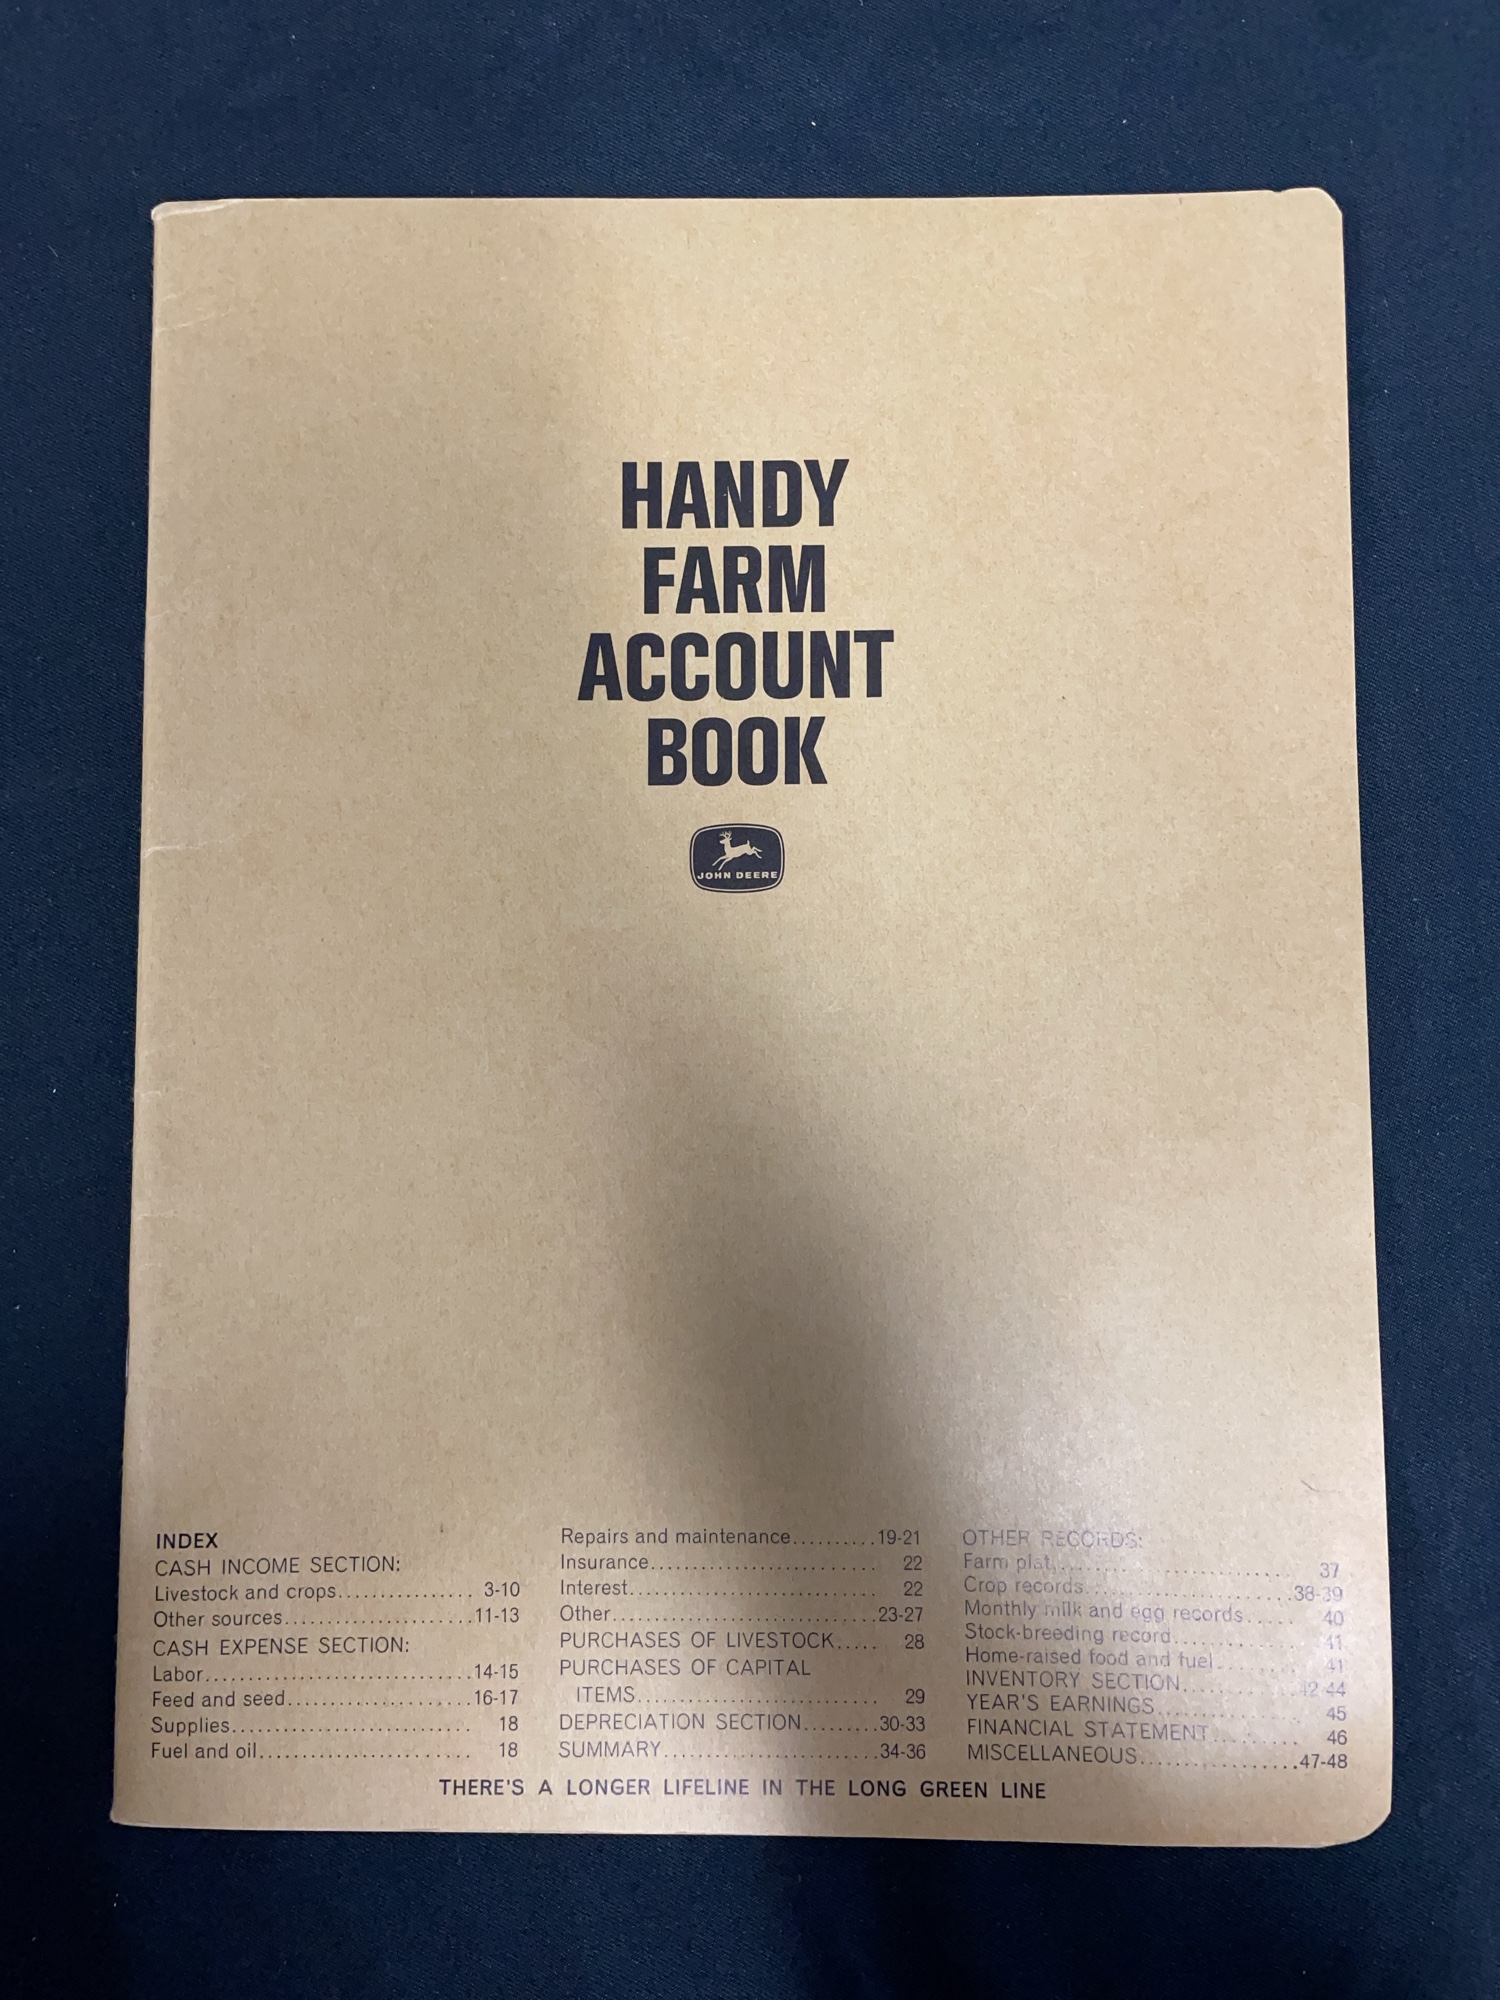 HANDY
FARM
ACCOUNT
BOOK
JOHN DEERE
INDEX
CASH INCOME SECTION:
Livestock and crops................ 3-10
Other sources......................11-13
CASH EXPENSE SECTION:
Labor..............................14-15
Feed and seed......................16-17
Supplies........................... 18
Fuel and oil....................... 18
Repairs and maintenance..........19-21
Insurance.......................... 22
Interest........................... 22
Other..............................23-27
PURCHASES OF LIVESTOCK..... 28
PURCHASES OF CAPITAL
ITEMS.......................... 29
DEPRECIATION SECTION.........30-33
SUMMARY........................34-36
OTHER RECORDS:
Farm plat.......................... 37
Crop records.......................38-39
Monthly milk and egg records...... 40
Stock-breeding record............. 41
Home-raised food and fuel......... 41
INVENTORY SECTION............42-44
YEAR'S EARNINGS................ 45
FINANCIAL STATEMENT.......... 46
MISCELLANEOUS..................47-48
THERE'S A LONGER LIFELINE IN THE LONG GREEN LINE